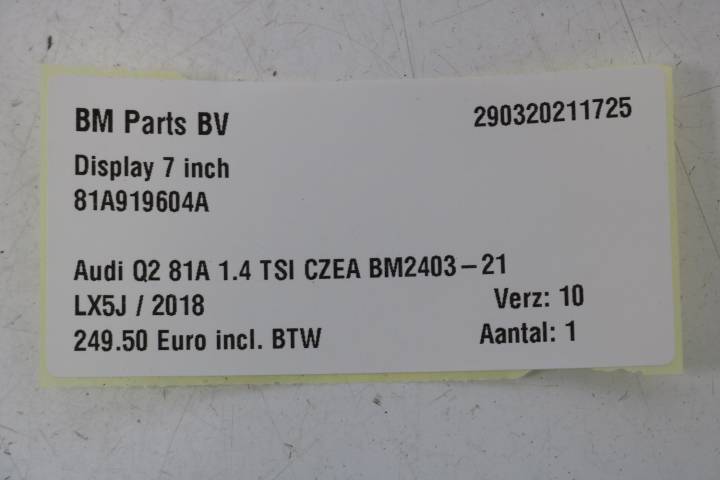 BM Parts BV 290320211725
Display 7 inch
81A919604A
Audi Q2 81A 1.4 TSI CZEA BM2403-21
LX5J / 2018 Verz: 10
249.50 Euro incl. BTW Aantal: 1